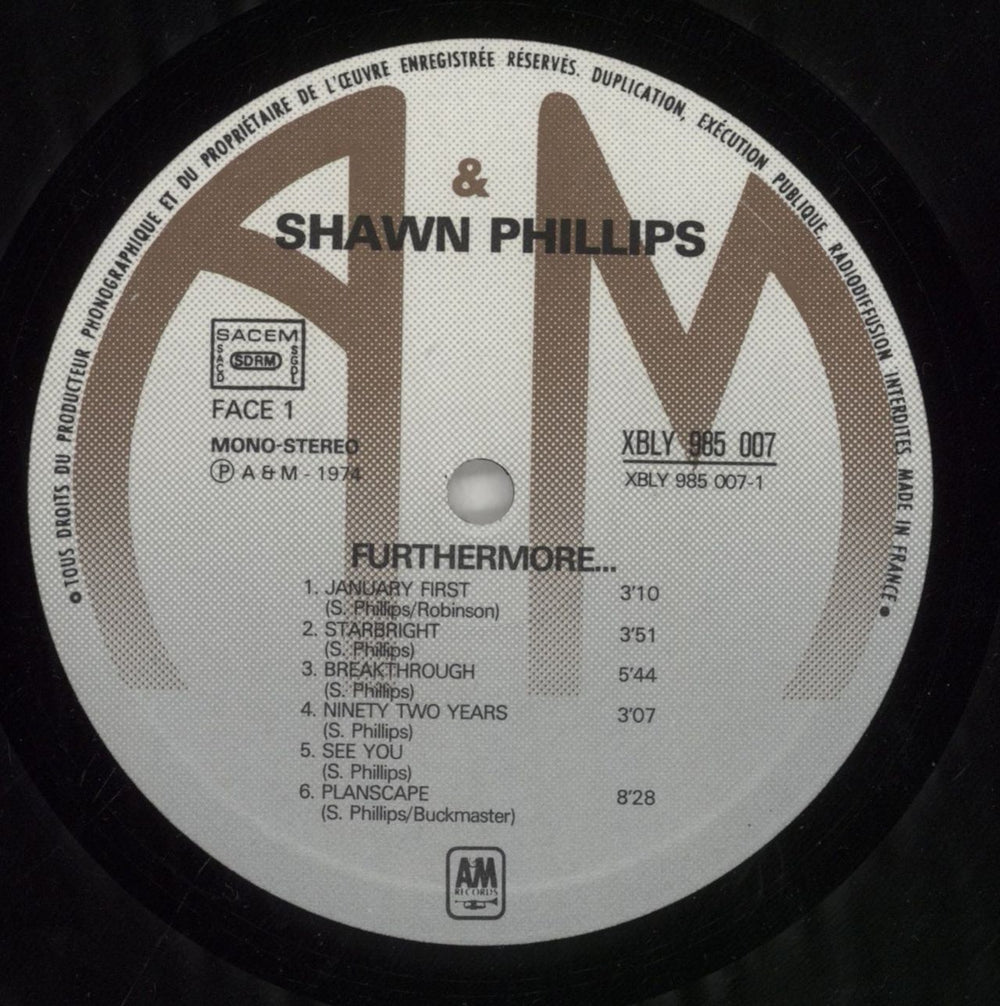 TOUS DROITS DU PRODUCTEUR PHONOGRAPHIQUE ET DU PROPRIÉTAIRE DE L'ŒUVRE ENREGISTRÉE RÉSERVÉS. DUPLICATION, EXÉCUTION PUBLIQUE, RADIODIFFUSION INTERDITES MADE IN FRANCE
A & M
SHAWN PHILLIPS
SACEM
SACD SDRM SGDL
FACE 1
MONO-STEREO
Ⓟ A & M - 1974
XBLY 985 007
XBLY 985 007-1
FURTHERMORE...
1. JANUARY FIRST 3'10
(S. Phillips/Robinson)
2. STARBRIGHT 3'51
(S. Phillips)
3. BREAKTHROUGH 5'44
(S. Phillips)
4. NINETY TWO YEARS 3'07
(S. Phillips)
5. SEE YOU
(S. Phillips)
6. PLANSCAPE 8'28
(S. Phillips/Buckmaster)
A&M
RECORDS